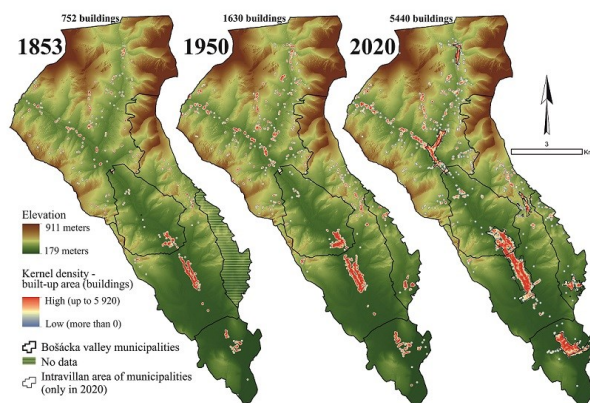 752 buildings
1853
1630 buildings
1950
5440 buildings
2020
3
Elevation
911 meters
179 meters
Kernel density -
built-up area (buildings)
High (up to 5 920)
Low (more than 0)
Bošácka valley municipalities
No data
Intravillan area of municipalities
(only in 2020)